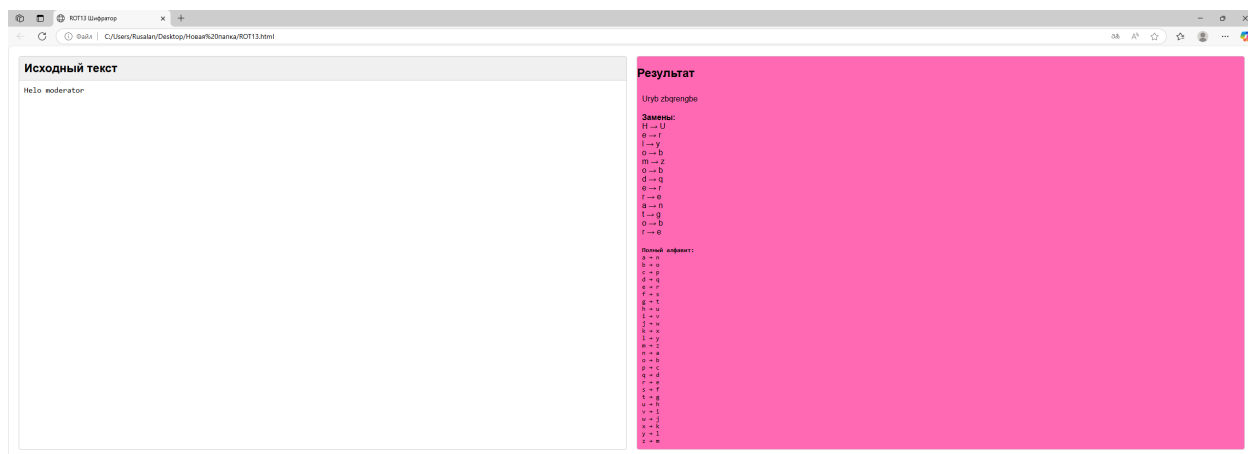 ROT13 Шифратор
Файл
C:/Users/Rusalan/Desktop/Новая%20папка/ROT13.html
Исходный текст
Helo moderator
Результат
Uryb zbqrengbe
Замены:
H → U
e → r
l → y
o → b
m → z
o → b
d → q
e → r
r → e
a → n
t → g
o → b
r → e
Полный алфавит:
a → n
b → o
c → p
d → q
e → r
f → s
g → t
h → u
i → v
j → w
k → x
l → y
m → z
n → a
o → b
p → c
q → d
r → e
s → f
t → g
u → h
v → i
w → j
x → k
y → l
z → m